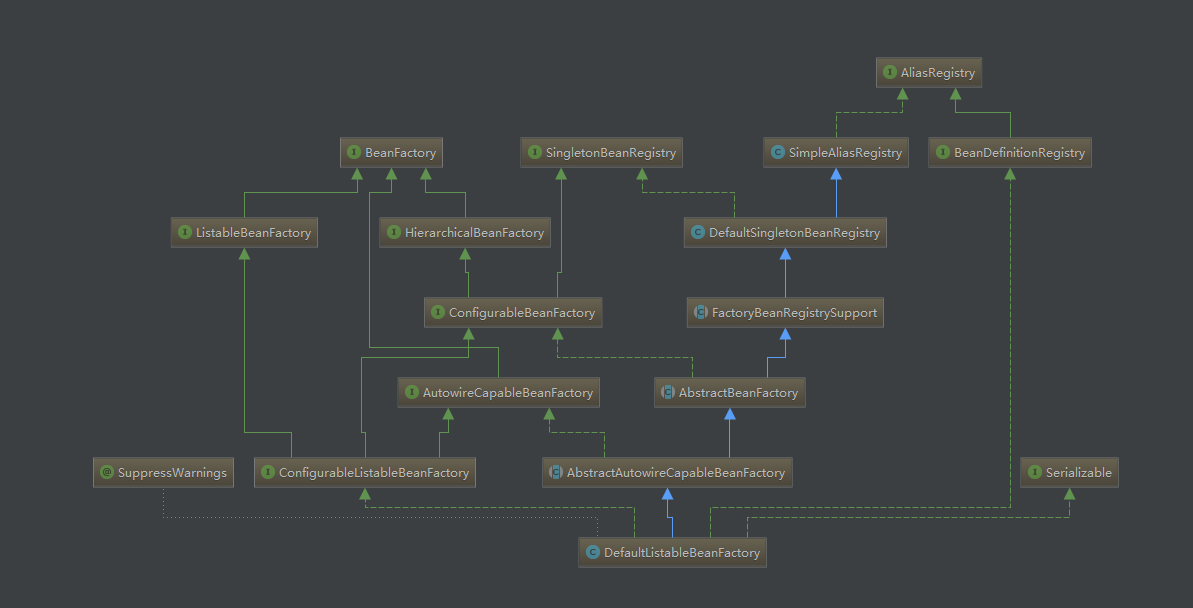 AliasRegistry
BeanFactory
SingletonBeanRegistry
SimpleAliasRegistry
BeanDefinitionRegistry
ListableBeanFactory
HierarchicalBeanFactory
DefaultSingletonBeanRegistry
ConfigurableBeanFactory
FactoryBeanRegistrySupport
AutowireCapableBeanFactory
AbstractBeanFactory
SuppressWarnings
ConfigurableListableBeanFactory
AbstractAutowireCapableBeanFactory
Serializable
DefaultListableBeanFactory